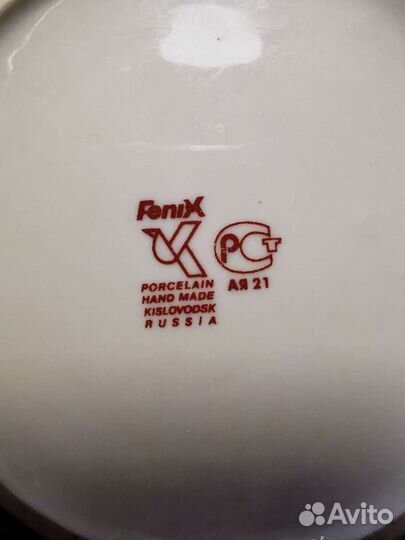 FeniX
PORCELAIN
HAND MADE
KISLOVODSK
RUSSIA
РСТ
АЯ 21
Avito